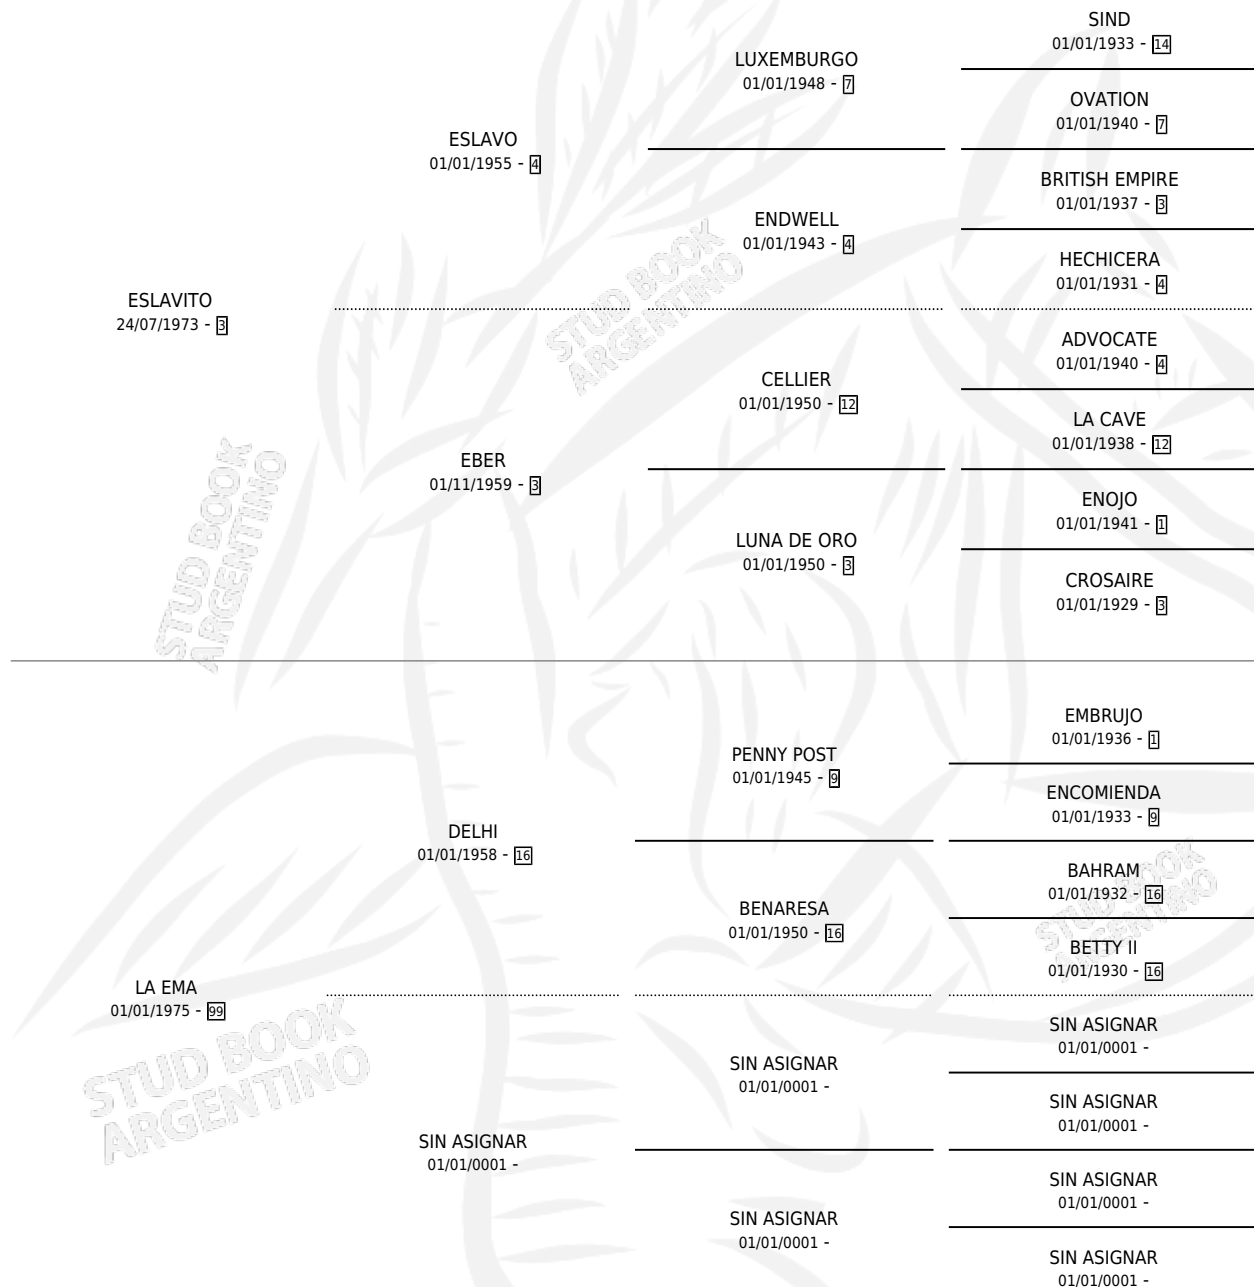 SIND
01/01/1933 - 14
LUXEMBURGO
01/01/1948 - 7
OVATION
01/01/1940 - 7
ESLAVO
01/01/1955 - 4
BRITISH EMPIRE
01/01/1937 - 3
ENDWELL
01/01/1943 - 4
HECHICERA
01/01/1931 - 4
ESLAVITO
24/07/1973 - 3
STUD BOOK
ARGENTINO
ADVOCATE
01/01/1940 - 4
CELLIER
01/01/1950 - 12
LA CAVE
01/01/1938 - 12
EBER
01/11/1959 - 3
ENOJO
01/01/1941 - 1
LUNA DE ORO
01/01/1950 - 3
CROSAIRE
01/01/1929 - 3
STUD BOOK
ARGENTINO
EMBRUJO
01/01/1936 - 1
PENNY POST
01/01/1945 - 9
ENCOMIENDA
01/01/1933 - 9
DELHI
01/01/1958 - 16
BAHRAM
01/01/1932 - 16
BENARESA
01/01/1950 - 16
BETTY II
01/01/1930 - 16
STUD BOOK
ARGENTINO
LA EMA
01/01/1975 - 99
SIN ASIGNAR
01/01/0001 -
SIN ASIGNAR
01/01/0001 -
SIN ASIGNAR
01/01/0001 -
STUD BOOK
ARGENTINO
SIN ASIGNAR
01/01/0001 -
SIN ASIGNAR
01/01/0001 -
SIN ASIGNAR
01/01/0001 -
SIN ASIGNAR
01/01/0001 -